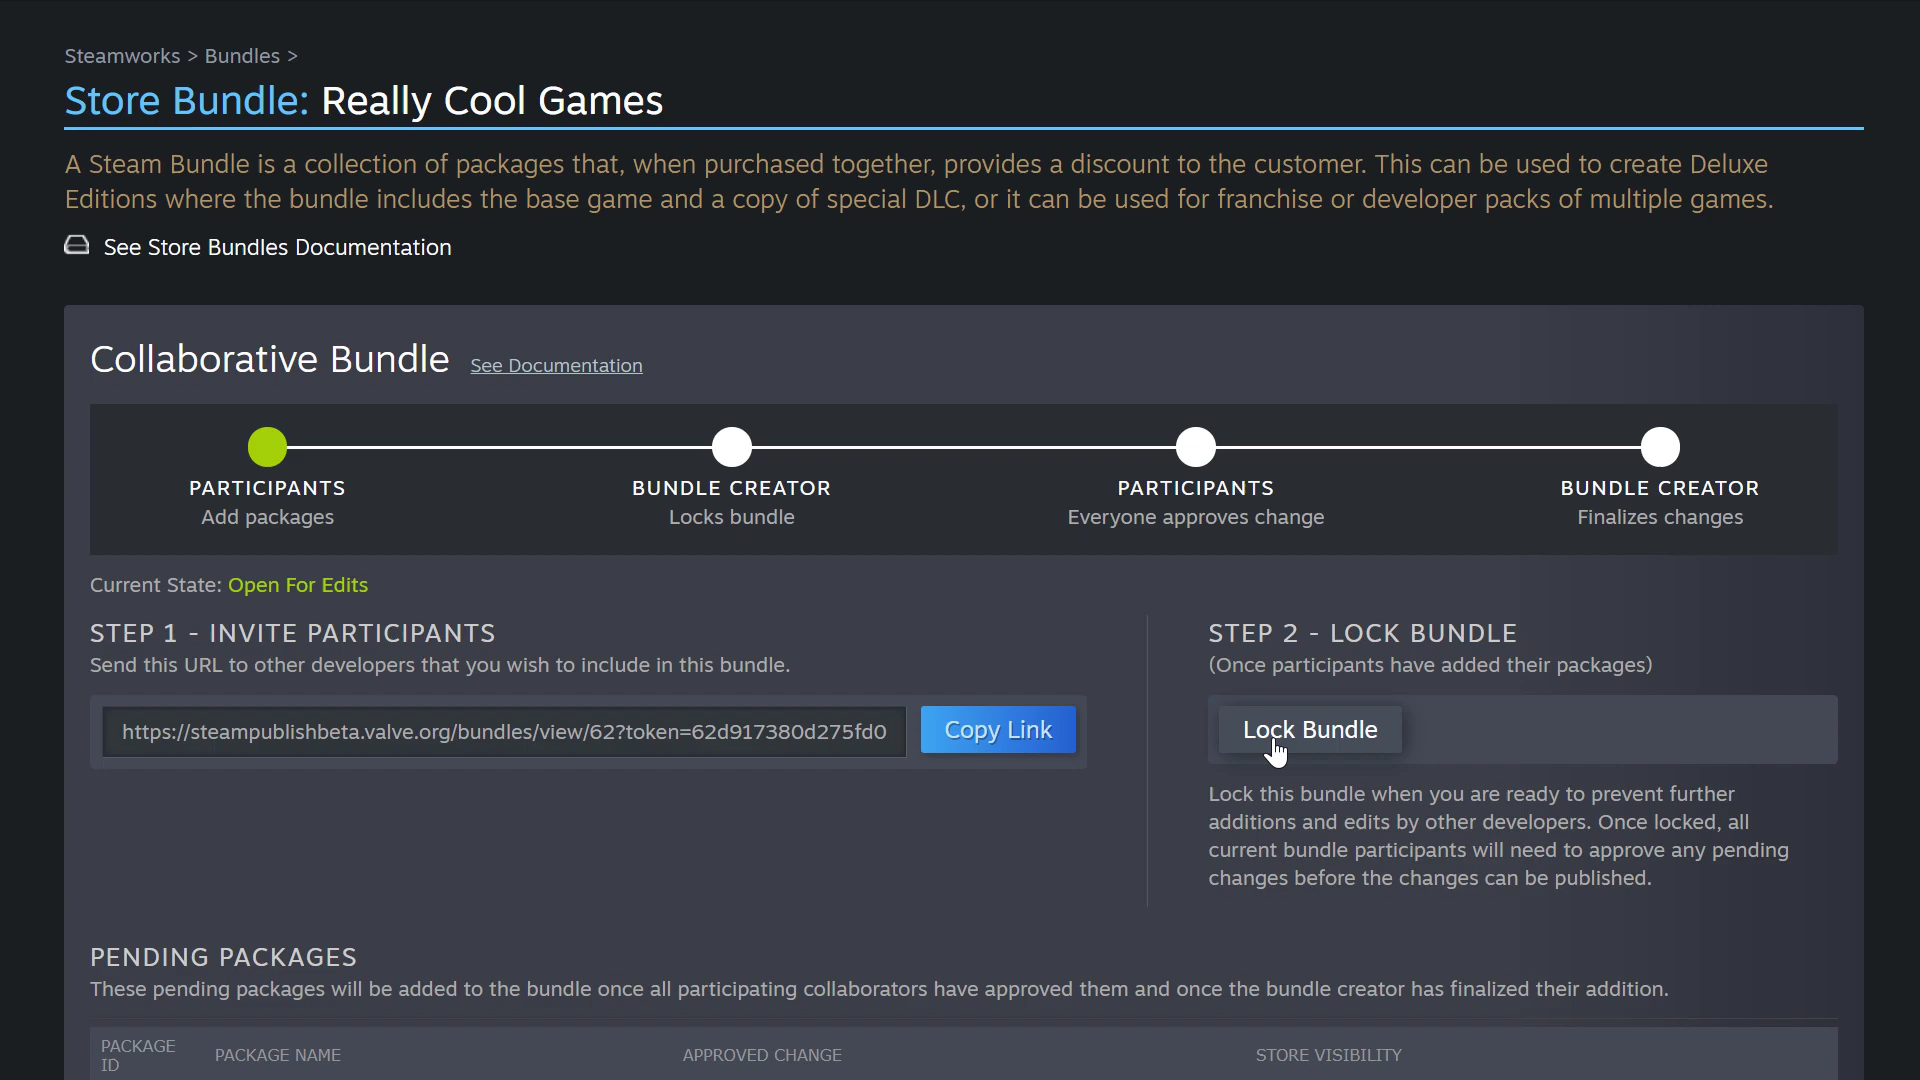 Steamworks > Bundles >
Store Bundle: Really Cool Games
A Steam Bundle is a collection of packages that, when purchased together, provides a discount to the customer. This can be used to create Deluxe
Editions where the bundle includes the base game and a copy of special DLC, or it can be used for franchise or developer packs of multiple games.
See Store Bundles Documentation
Collaborative Bundle See Documentation
PARTICIPANTS
Add packages
BUNDLE CREATOR
Locks bundle
PARTICIPANTS
Everyone approves change
BUNDLE CREATOR
Finalizes changes
Current State: Open For Edits
STEP 1 - INVITE PARTICIPANTS
Send this URL to other developers that you wish to include in this bundle.
https://steampublishbeta.valve.org/bundles/view/62?token=62d917380d275fd0
Copy Link
STEP 2 - LOCK BUNDLE
(Once participants have added their packages)
Lock Bundle
Lock this bundle when you are ready to prevent further
additions and edits by other developers. Once locked, all
current bundle participants will need to approve any pending
changes before the changes can be published.
PENDING PACKAGES
These pending packages will be added to the bundle once all participating collaborators have approved them and once the bundle creator has finalized their addition.
PACKAGE
ID
PACKAGE NAME
APPROVED CHANGE
STORE VISIBILITY